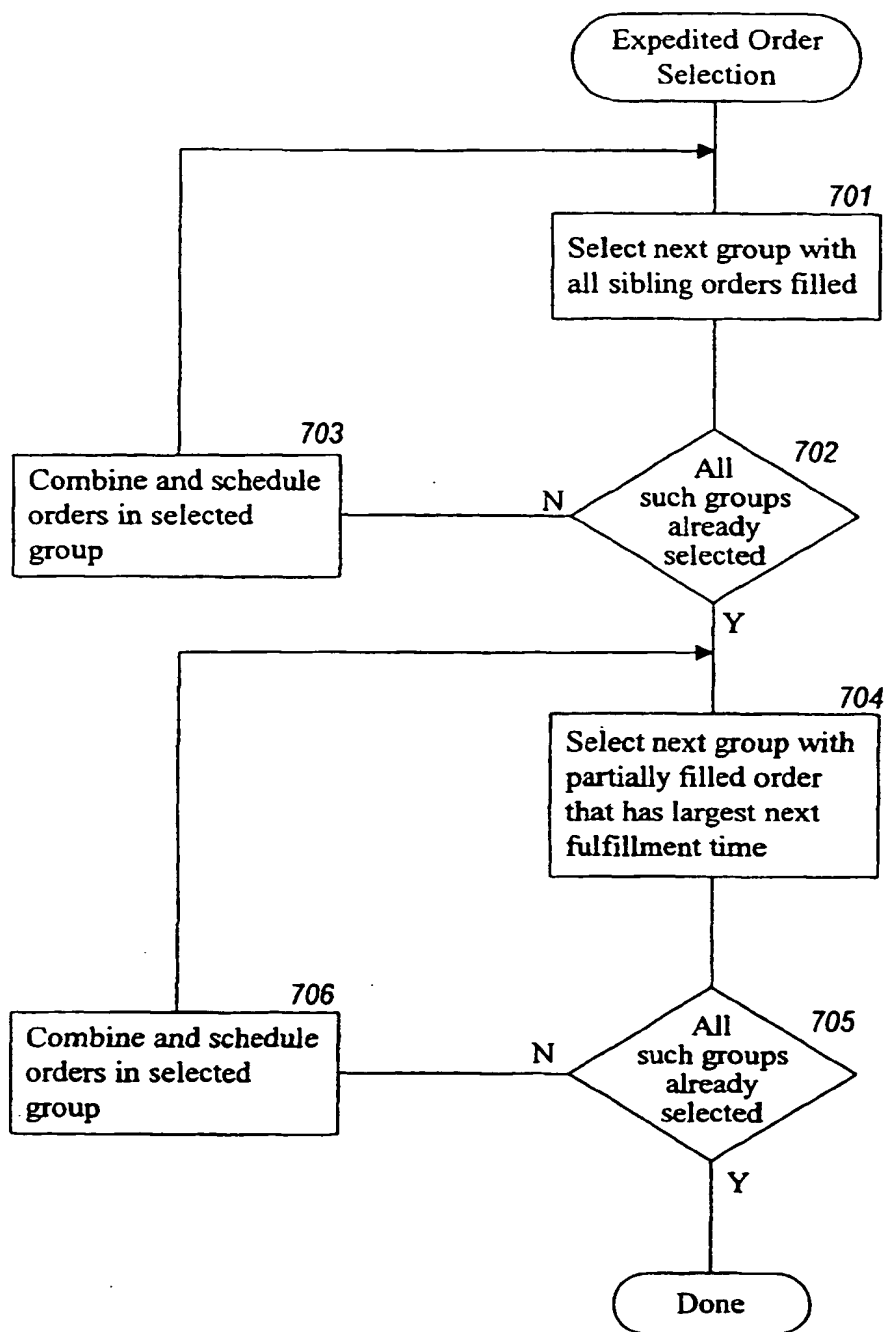 Expedited Order
Selection
701
Select next group with
all sibling orders filled
703
Combine and schedule
orders in selected
group
702
All
such groups
already
selected
N
Y
704
Select next group with
partially filled order
that has largest next
fulfillment time
706
Combine and schedule
orders in selected
group
705
All
such groups
already
selected
N
Y
Done